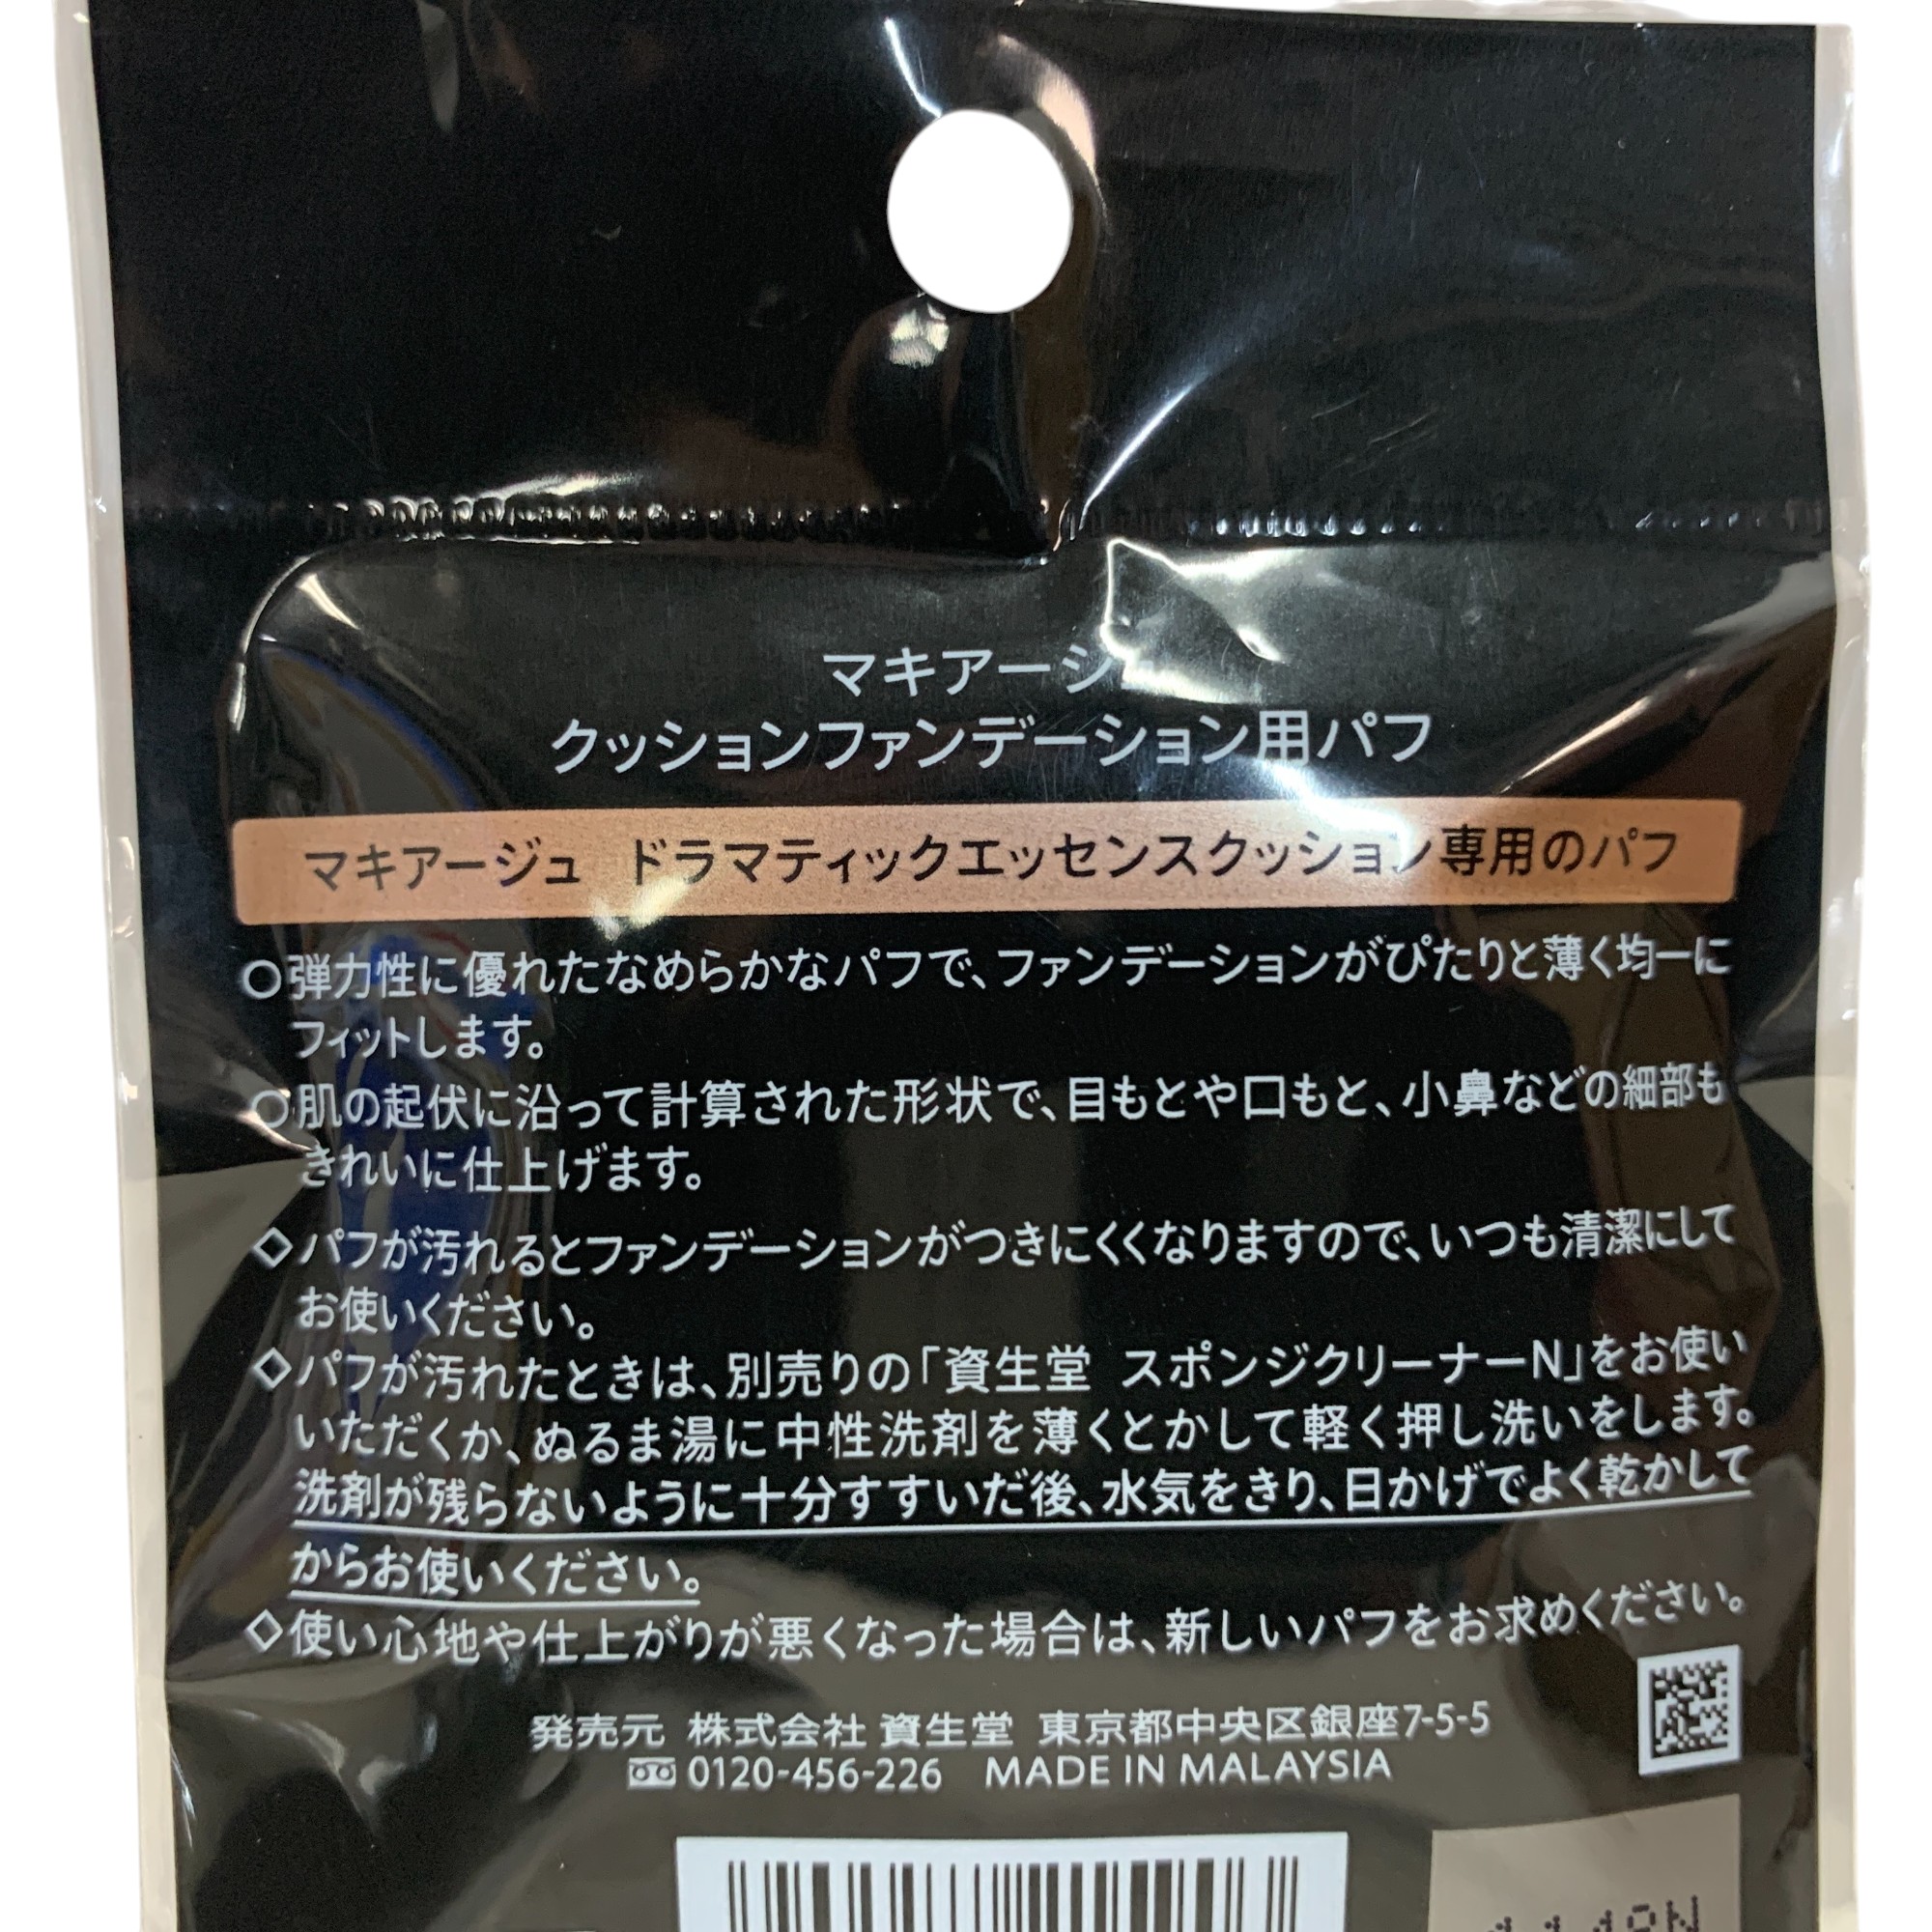 マキアージュ
クッションファンデーション用パフ
マキアージュ ドラマティックエッセンスクッション専用のパフ
○弾力性に優れたなめらかなパフで、ファンデーションがぴたりと薄く均一に
フィットします。
○肌の起伏に沿って計算された形状で、目もとや口もと、小鼻などの細部も
きれいに仕上げます。
◇パフが汚れるとファンデーションがつきにくくなりますので、いつも清潔にして
お使いください。
◇パフが汚れたときは、別売りの「資生堂 スポンジクリーナーN」をお使い
いただくか、ぬるま湯に中性洗剤を薄くとかして軽く押し洗いをします。
洗剤が残らないように十分すすいだ後、水気をきり、日かげでよく乾かして
からお使いください。
◇使い心地や仕上がりが悪くなった場合は、新しいパフをお求めください。
発売元 株式会社 資生堂 東京都中央区銀座7-5-5
0120-456-226 MADE IN MALAYSIA